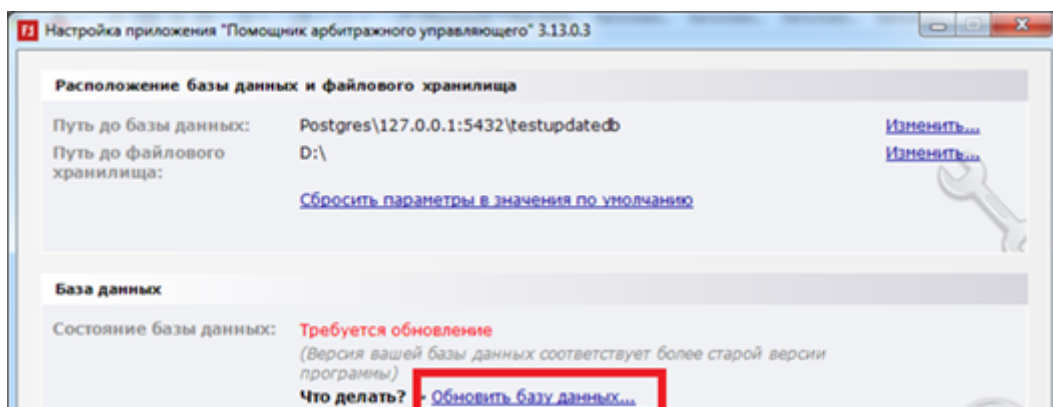 Настройка приложения "Помощник арбитражного управляющего" 3.13.0.3
Расположение базы данных и файлового хранилища
Путь до базы данных: Postgres\127.0.0.1:5432\testupdatedb Изменить...
Путь до файлового D:\ Изменить...
хранилища:
Сбросить параметры в значения по умолчанию
База данных
Состояние базы данных: Требуется обновление
(Версия вашей базы данных соответствует более старой версии
программы)
Что делать? Обновить базу данных...